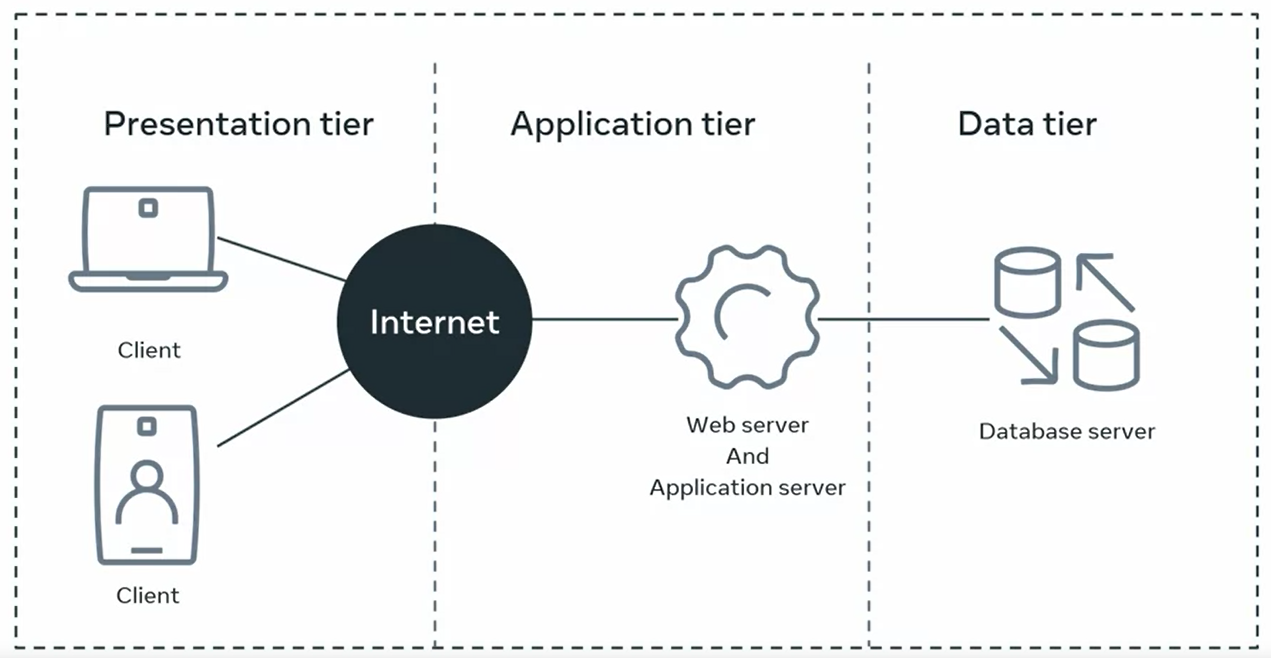 Presentation tier
Application tier
Data tier
Client
Internet
Web server
And
Application server
Database server
Client